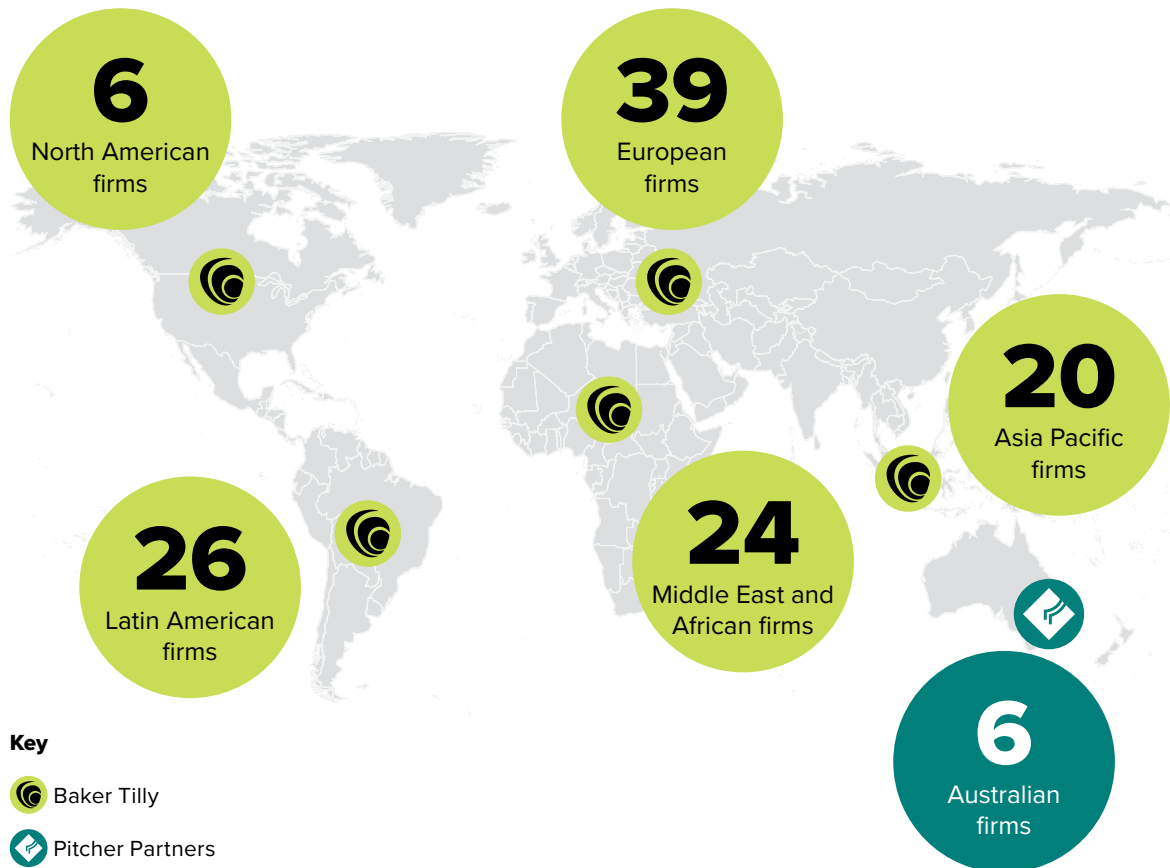 6
North American
firms
39
European
firms
20
Asia Pacific
firms
26
Latin American
firms
24
Middle East and
African firms
6
Australian
firms
Key
Baker Tilly
Pitcher Partners